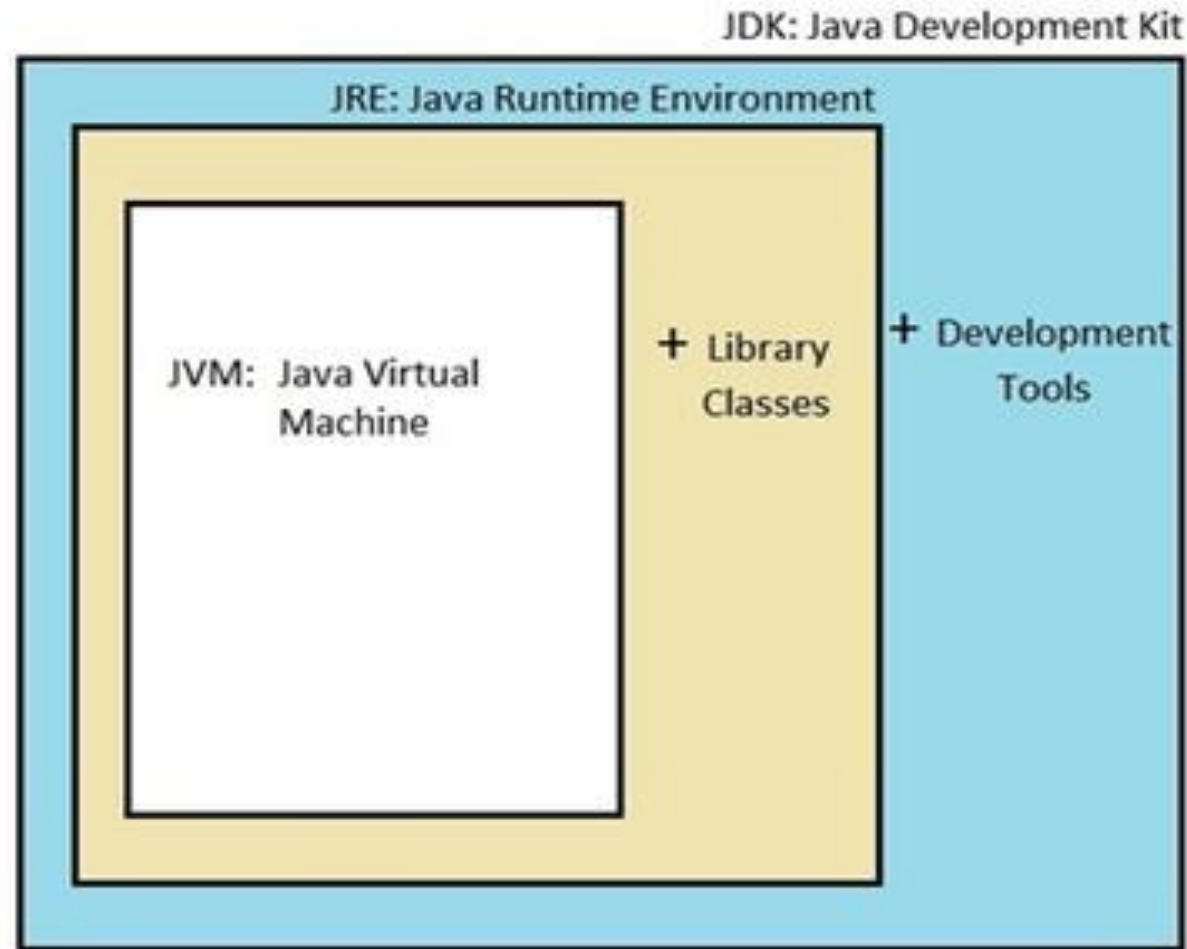 JDK: Java Development Kit
JRE: Java Runtime Environment
JVM: Java Virtual
Machine
+ Library
Classes
+ Development
Tools